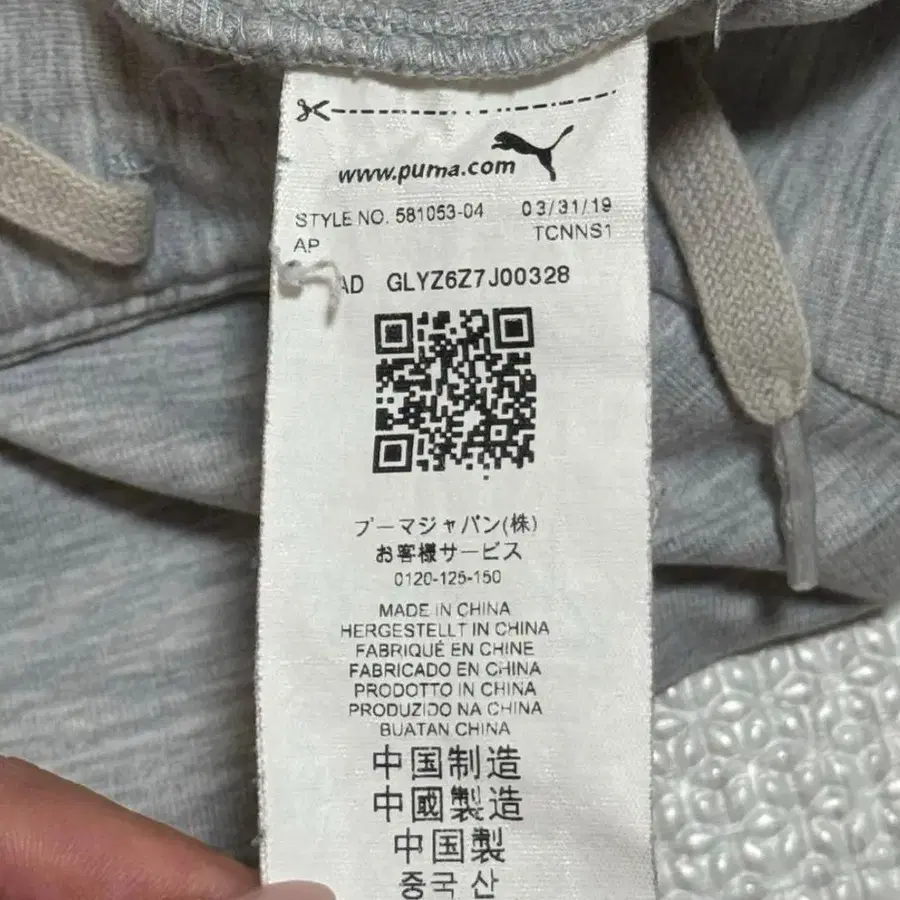 www.puma.com
STYLE NO. 581053-04 03/31/19
AP TCNNS1
AD GLYZ6Z7J00328
プーマジャパン(株)
お客様サービス
0120-125-150
MADE IN CHINA
HERGESTELLT IN CHINA
FABRIQUÉ EN CHINE
FABRICADO EN CHINA
PRODOTTO IN CHINA
PRODUZIDO NA CHINA
BUATAN CHINA
中国制造
中國製造
中国製
중국 산